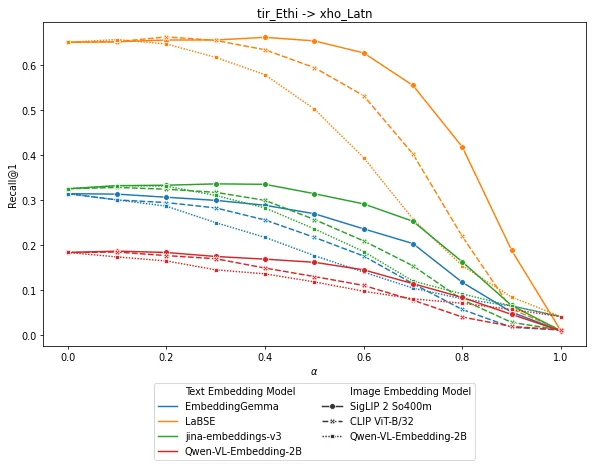 tir_Ethi -> xho_Latn
Recall@1
0.6
0.5
0.4
0.3
0.2
0.1
0.0
0.0 0.2 0.4 0.6 0.8 1.0
α
Text Embedding Model
EmbeddingGemma
LaBSE
jina-embeddings-v3
Qwen-VL-Embedding-2B
Image Embedding Model
SigLIP 2 So400m
CLIP ViT-B/32
Qwen-VL-Embedding-2B